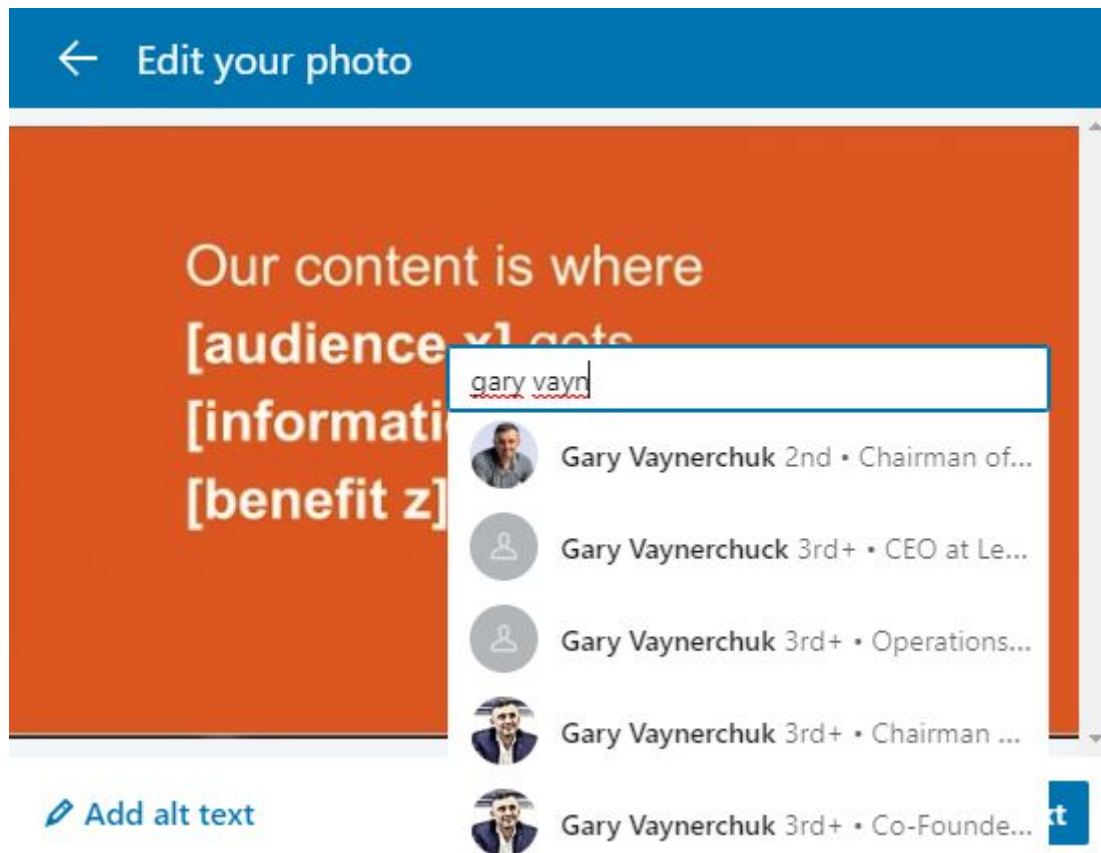 Edit your photo
Our content is where
[audience x] gets
[informati
[benefit z]
gary vayn
Gary Vaynerchuk 2nd • Chairman of...
Gary Vaynerchuck 3rd+ • CEO at Le...
Gary Vaynerchuk 3rd+ • Operations...
Gary Vaynerchuk 3rd+ • Chairman ...
Gary Vaynerchuk 3rd+ • Co-Founde...
Add alt text